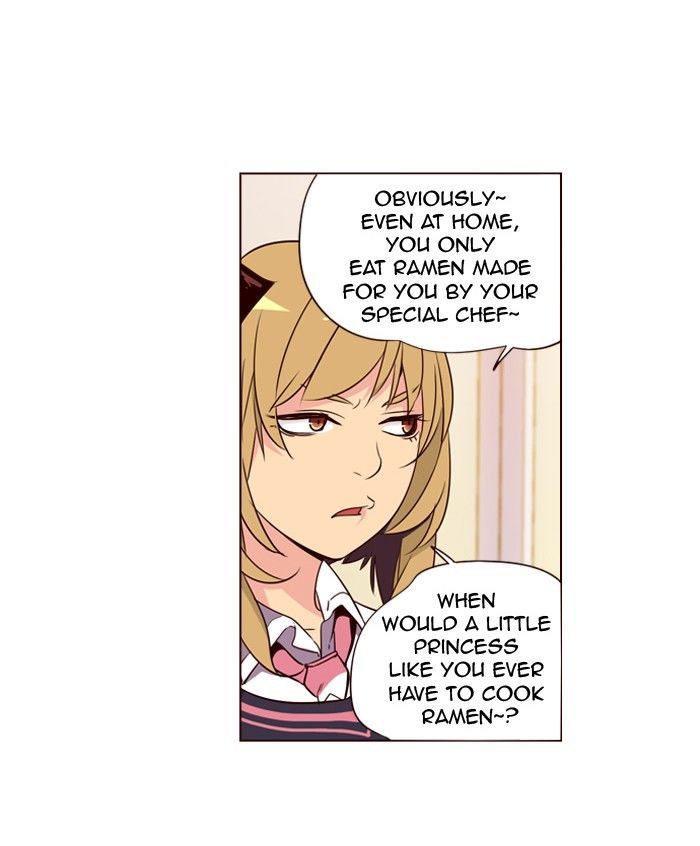 OBVIOUSLY~
EVEN AT HOME,
YOU ONLY
EAT RAMEN MADE
FOR YOU BY YOUR
SPECIAL CHEF~
WHEN
WOULD A LITTLE
PRINCESS
LIKE YOU EVER
HAVE TO COOK
RAMEN~?